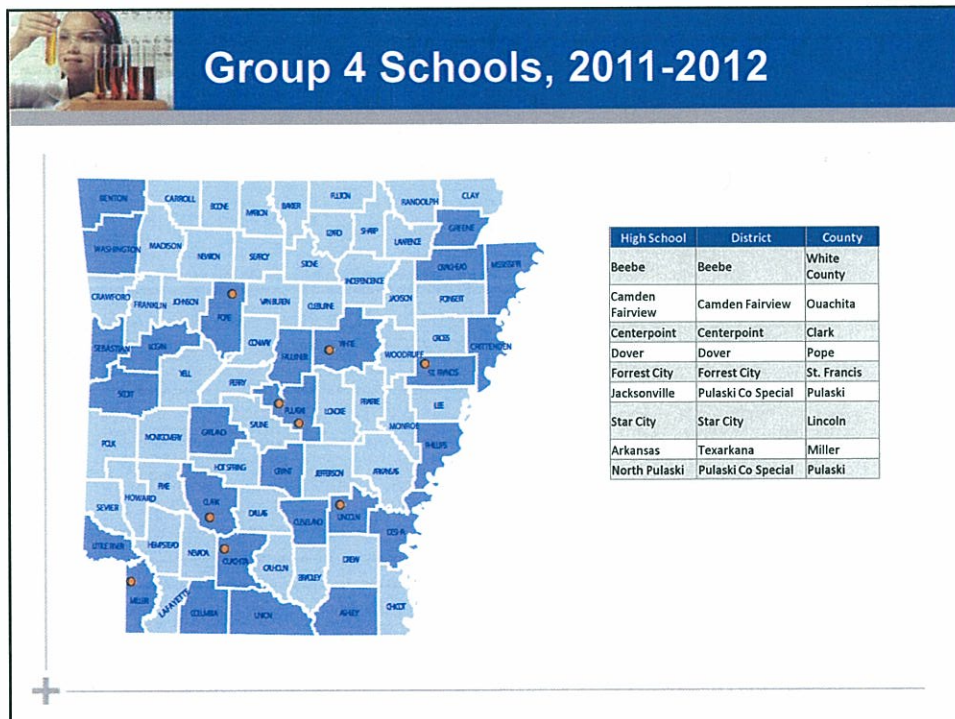 Group 4 Schools, 2011-2012
BENTON CARROLL BOONE MARION BAXTER FULTON RANDOLPH CLAY
WASHINGTON MADISON NEWTON SEARCY STONE IZARD SHARP LAWRENCE GREENE
CRAIGHEAD MISSISSIPPI
CRAWFORD FRANKLIN JOHNSON POPE VAN BUREN CLEBURNE INDEPENDENCE JACKSON POINSETT
SEBASTIAN LOGAN CONWAY FAULKNER WHITE WOODRUFF CROSS CRITTENDEN
ST. FRANCIS
SCOTT YELL PERRY PULASKI LONOKE PRAIRIE LEE
POLK MONTGOMERY GARLAND SALINE MONROE PHILLIPS
HOT SPRING GRANT JEFFERSON ARKANSAS
SEVIER HOWARD PIKE CLARK DALLAS CLEVELAND LINCOLN DESHA
LITTLE RIVER HEMPSTEAD NEVADA OUACHITA CALHOUN BRADLEY DREW
MILLER LAFAYETTE COLUMBIA UNION ASHLEY CHICOT
High School District County
Beebe Beebe White County
Camden Fairview Camden Fairview Ouachita
Centerpoint Centerpoint Clark
Dover Dover Pope
Forrest City Forrest City St. Francis
Jacksonville Pulaski Co Special Pulaski
Star City Star City Lincoln
Arkansas Texarkana Miller
North Pulaski Pulaski Co Special Pulaski